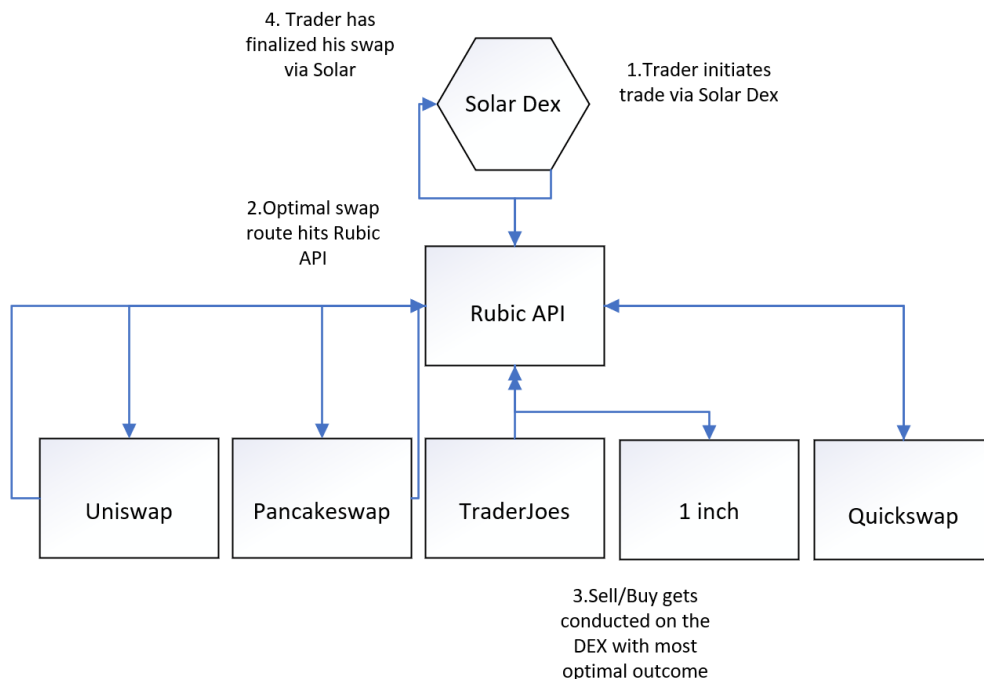 4. Trader has
finalized his swap
via Solar
1.Trader initiates
trade via Solar Dex
Solar Dex
2.Optimal swap
route hits Rubic
API
Rubic API
Uniswap
Pancakeswap
TraderJoes
1 inch
Quickswap
3.Sell/Buy gets
conducted on the
DEX with most
optimal outcome